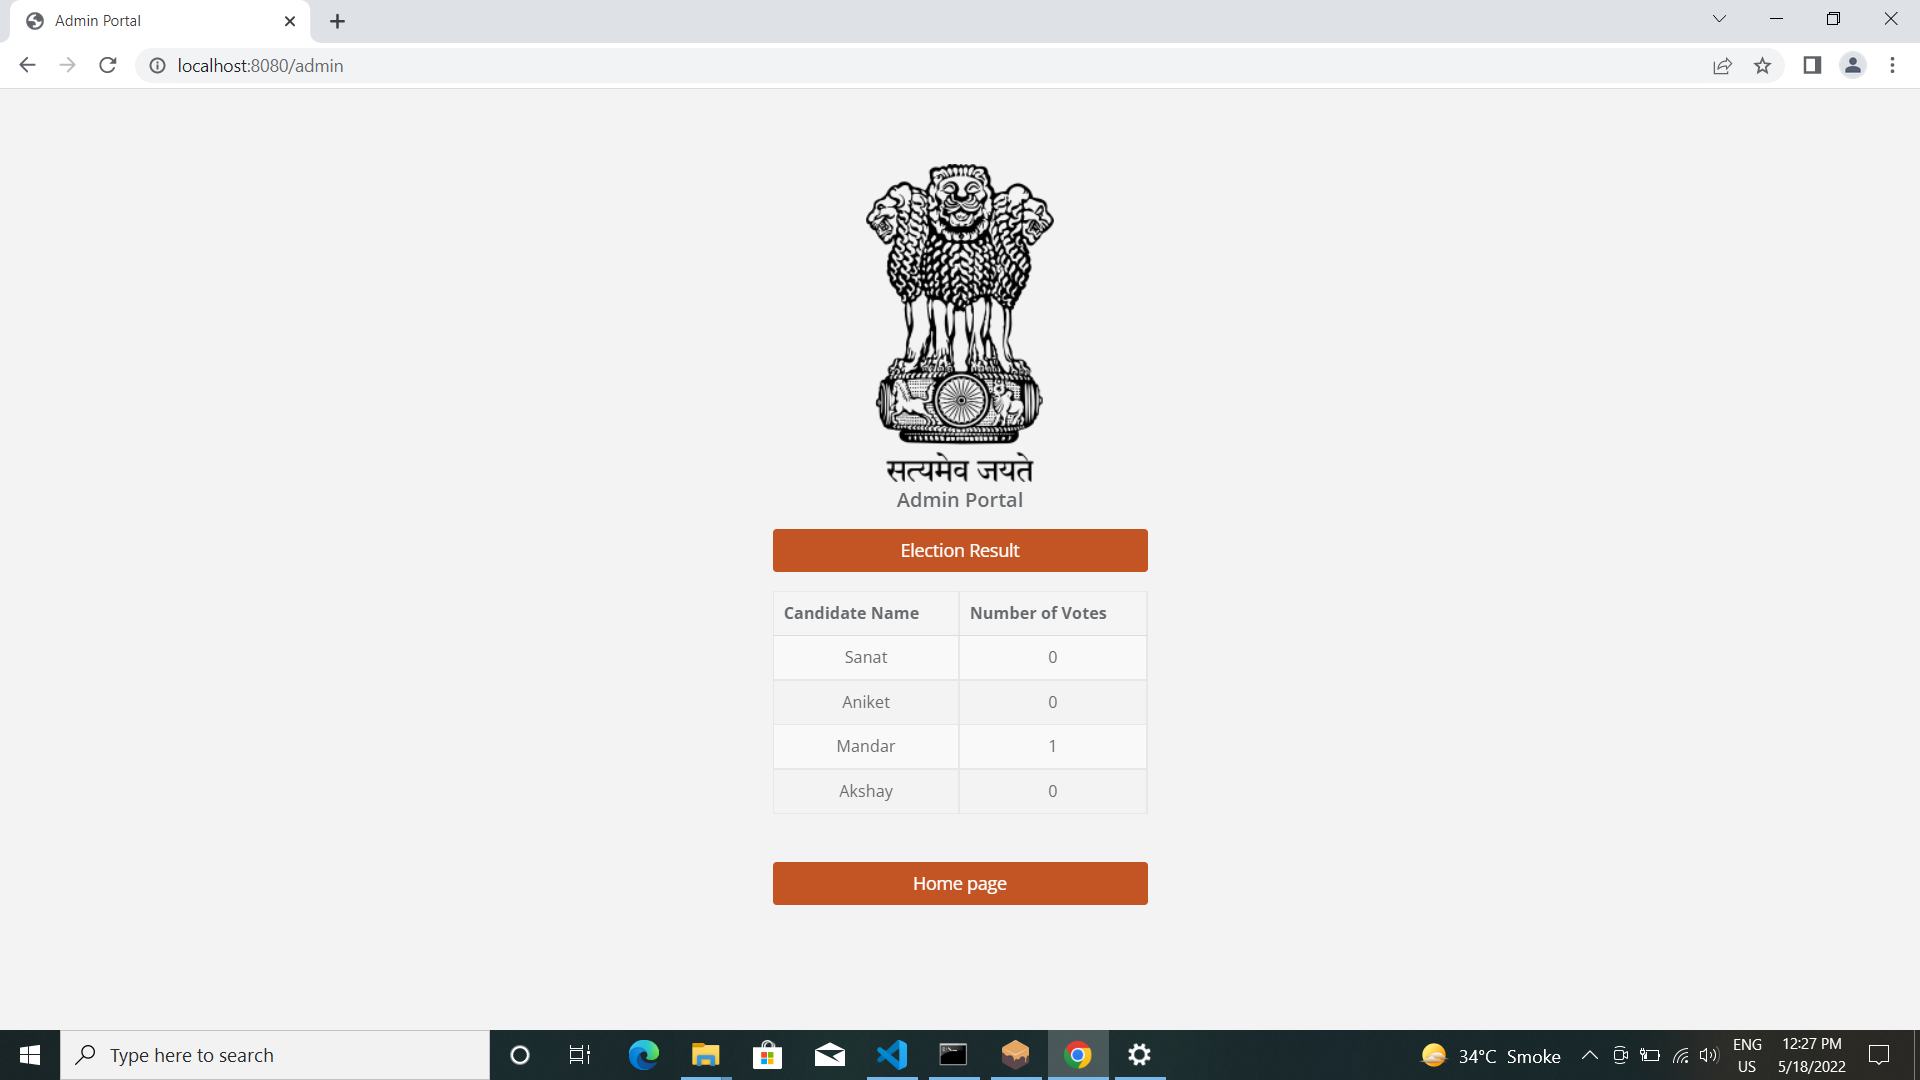 Admin Portal
localhost:8080/admin
सत्यमेव जयते
Admin Portal
Election Result
Candidate Name Number of Votes
Sanat 0
Aniket 0
Mandar 1
Akshay 0
Home page
Type here to search
34°C Smoke
ENG
US
12:27 PM
5/18/2022